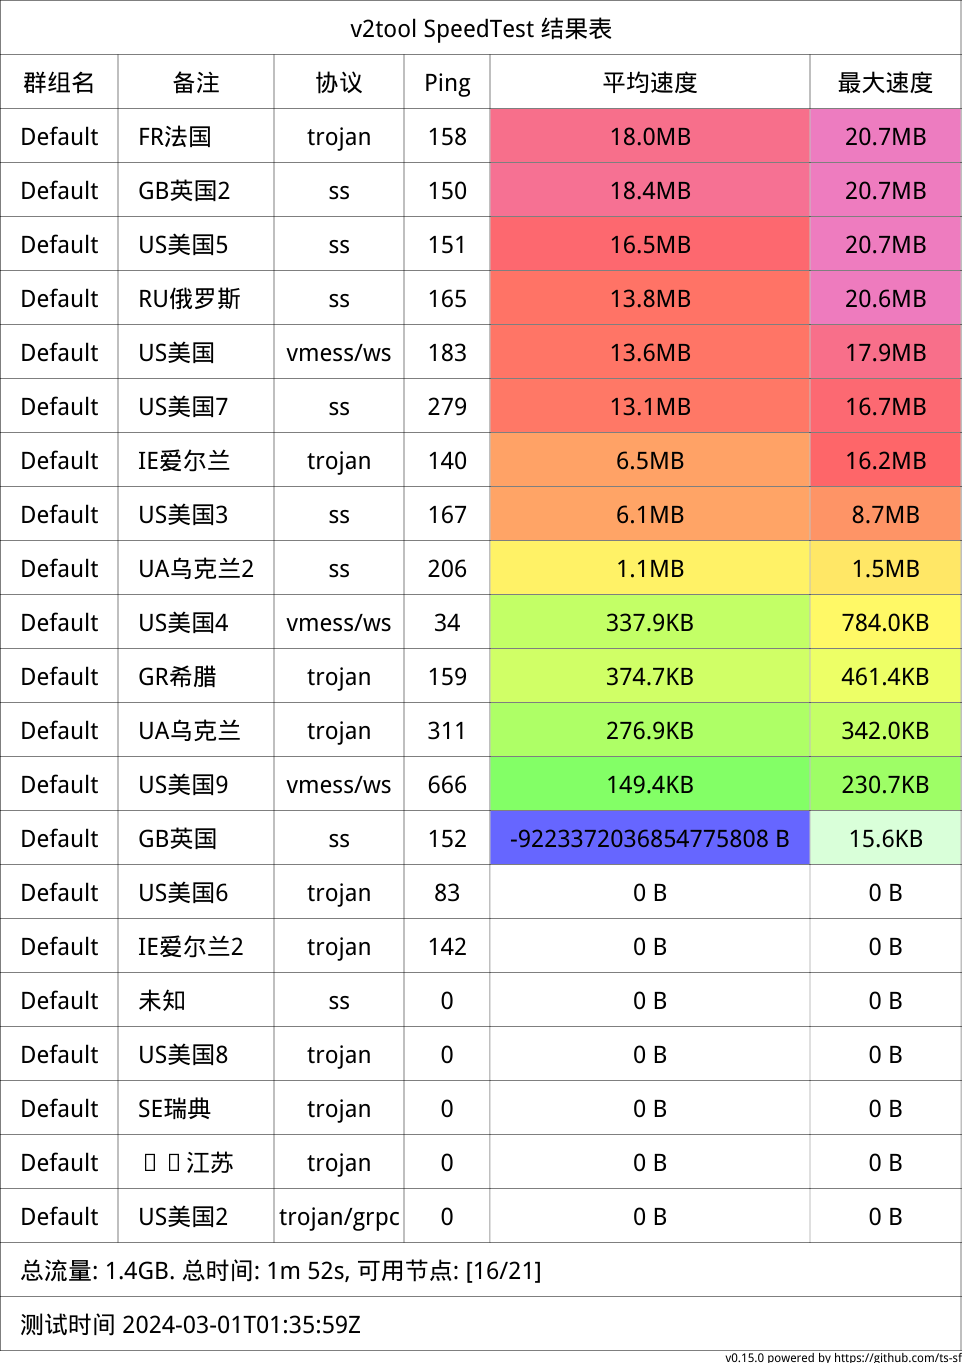 v2tool SpeedTest 结果表
群组名 备注 协议 Ping 平均速度 最大速度
Default FR法国 trojan 158 18.0MB 20.7MB
Default GB英国2 ss 150 18.4MB 20.7MB
Default US美国5 ss 151 16.5MB 20.7MB
Default RU俄罗斯 ss 165 13.8MB 20.6MB
Default US美国 vmess/ws 183 13.6MB 17.9MB
Default US美国7 ss 279 13.1MB 16.7MB
Default IE爱尔兰 trojan 140 6.5MB 16.2MB
Default US美国3 ss 167 6.1MB 8.7MB
Default UA乌克兰2 ss 206 1.1MB 1.5MB
Default US美国4 vmess/ws 34 337.9KB 784.0KB
Default GR希腊 trojan 159 374.7KB 461.4KB
Default UA乌克兰 trojan 311 276.9KB 342.0KB
Default US美国9 vmess/ws 666 149.4KB 230.7KB
Default GB英国 ss 152 -9223372036854775808 B 15.6KB
Default US美国6 trojan 83 0 B 0 B
Default IE爱尔兰2 trojan 142 0 B 0 B
Default 未知 ss 0 0 B 0 B
Default US美国8 trojan 0 0 B 0 B
Default SE瑞典 trojan 0 0 B 0 B
Default 江苏 trojan 0 0 B 0 B
Default US美国2 trojan/grpc 0 0 B 0 B
总流量: 1.4GB. 总时间: 1m 52s, 可用节点: [16/21]
测试时间 2024-03-01T01:35:59Z
v0.15.0 powered by https://github.com/ts-sf